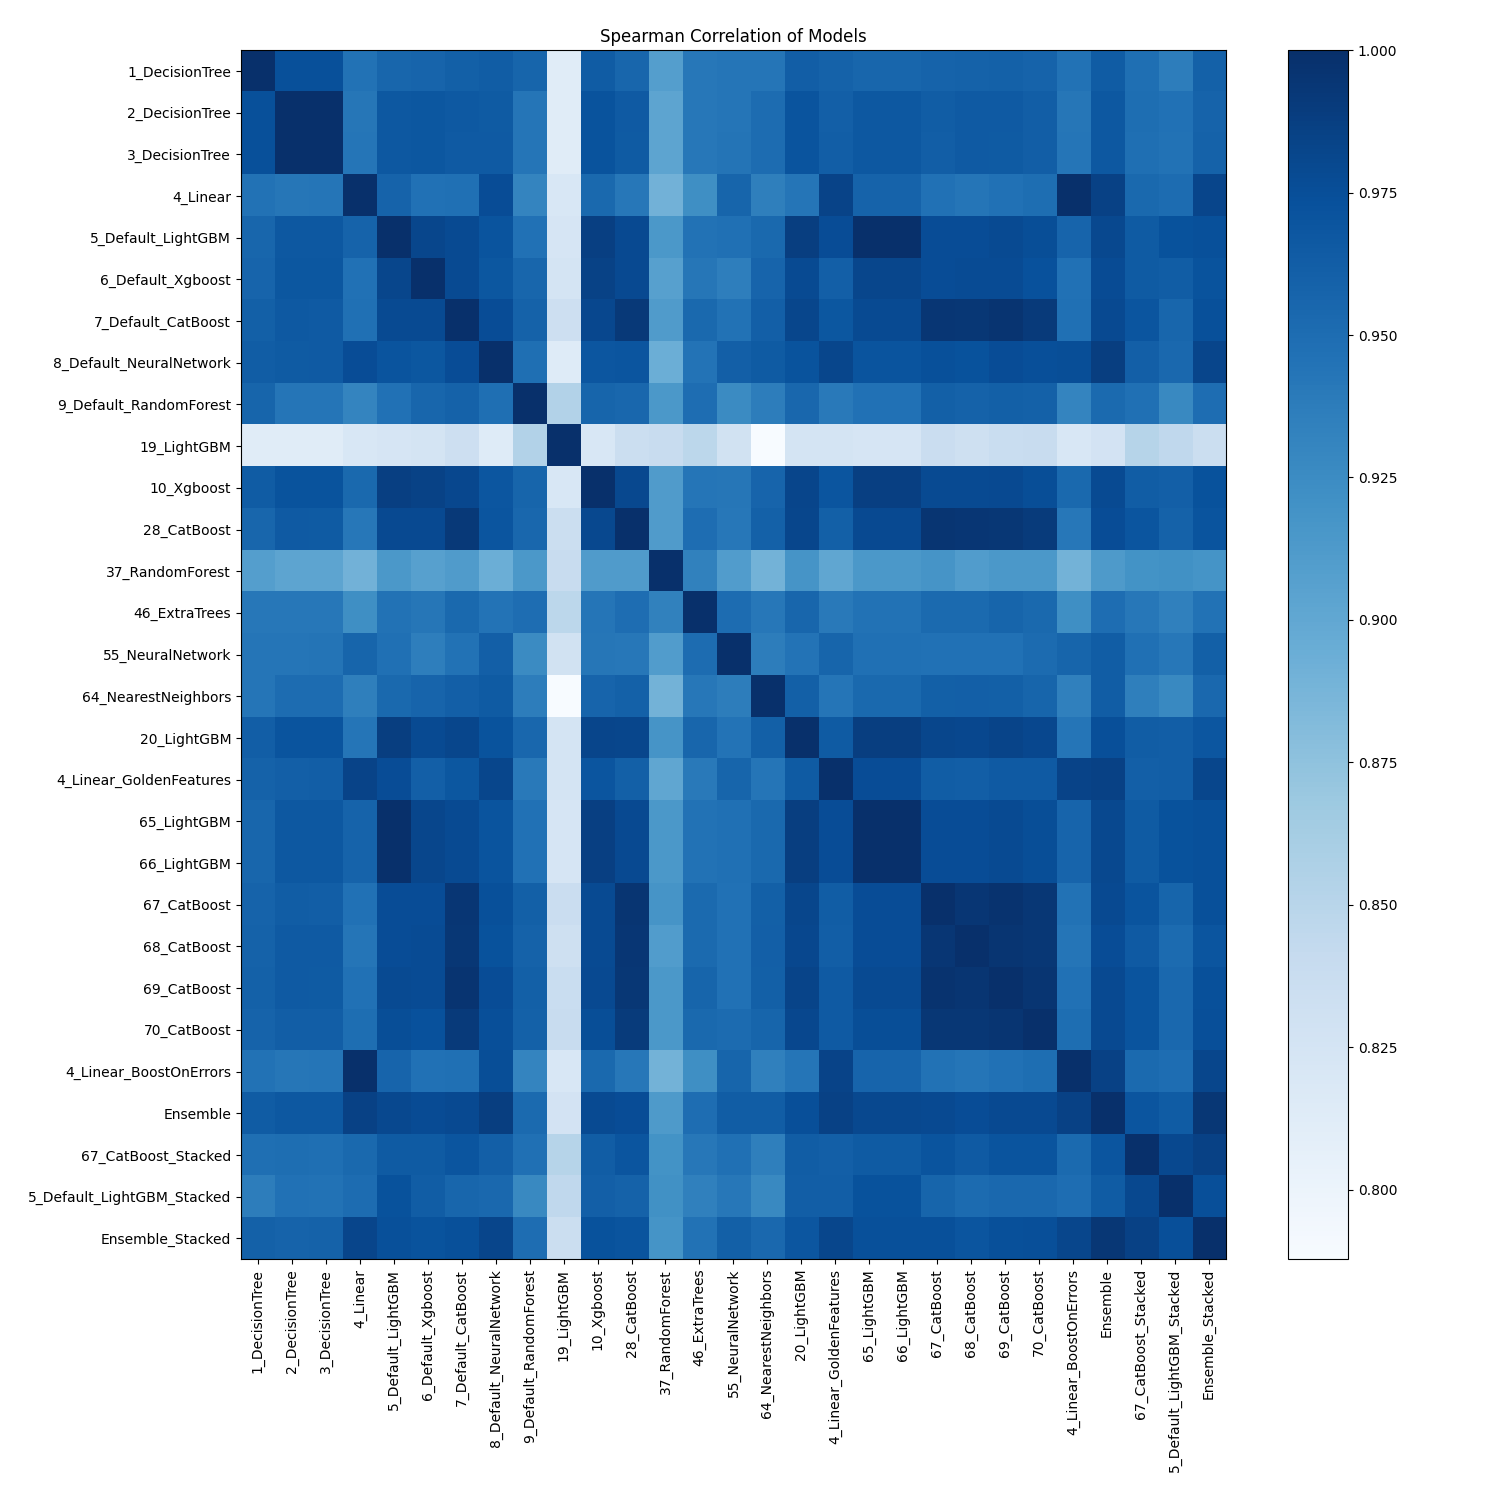 Spearman Correlation of Models
1_DecisionTree
2_DecisionTree
3_DecisionTree
4_Linear
5_Default_LightGBM
6_Default_Xgboost
7_Default_CatBoost
8_Default_NeuralNetwork
9_Default_RandomForest
19_LightGBM
10_Xgboost
28_CatBoost
37_RandomForest
46_ExtraTrees
55_NeuralNetwork
64_NearestNeighbors
20_LightGBM
4_Linear_GoldenFeatures
65_LightGBM
66_LightGBM
67_CatBoost
68_CatBoost
69_CatBoost
70_CatBoost
4_Linear_BoostOnErrors
Ensemble
67_CatBoost_Stacked
5_Default_LightGBM_Stacked
Ensemble_Stacked
1_DecisionTree
2_DecisionTree
3_DecisionTree
4_Linear
5_Default_LightGBM
6_Default_Xgboost
7_Default_CatBoost
8_Default_NeuralNetwork
9_Default_RandomForest
19_LightGBM
10_Xgboost
28_CatBoost
37_RandomForest
46_ExtraTrees
55_NeuralNetwork
64_NearestNeighbors
20_LightGBM
4_Linear_GoldenFeatures
65_LightGBM
66_LightGBM
67_CatBoost
68_CatBoost
69_CatBoost
70_CatBoost
4_Linear_BoostOnErrors
Ensemble
67_CatBoost_Stacked
5_Default_LightGBM_Stacked
Ensemble_Stacked
1.000
0.975
0.950
0.925
0.900
0.875
0.850
0.825
0.800